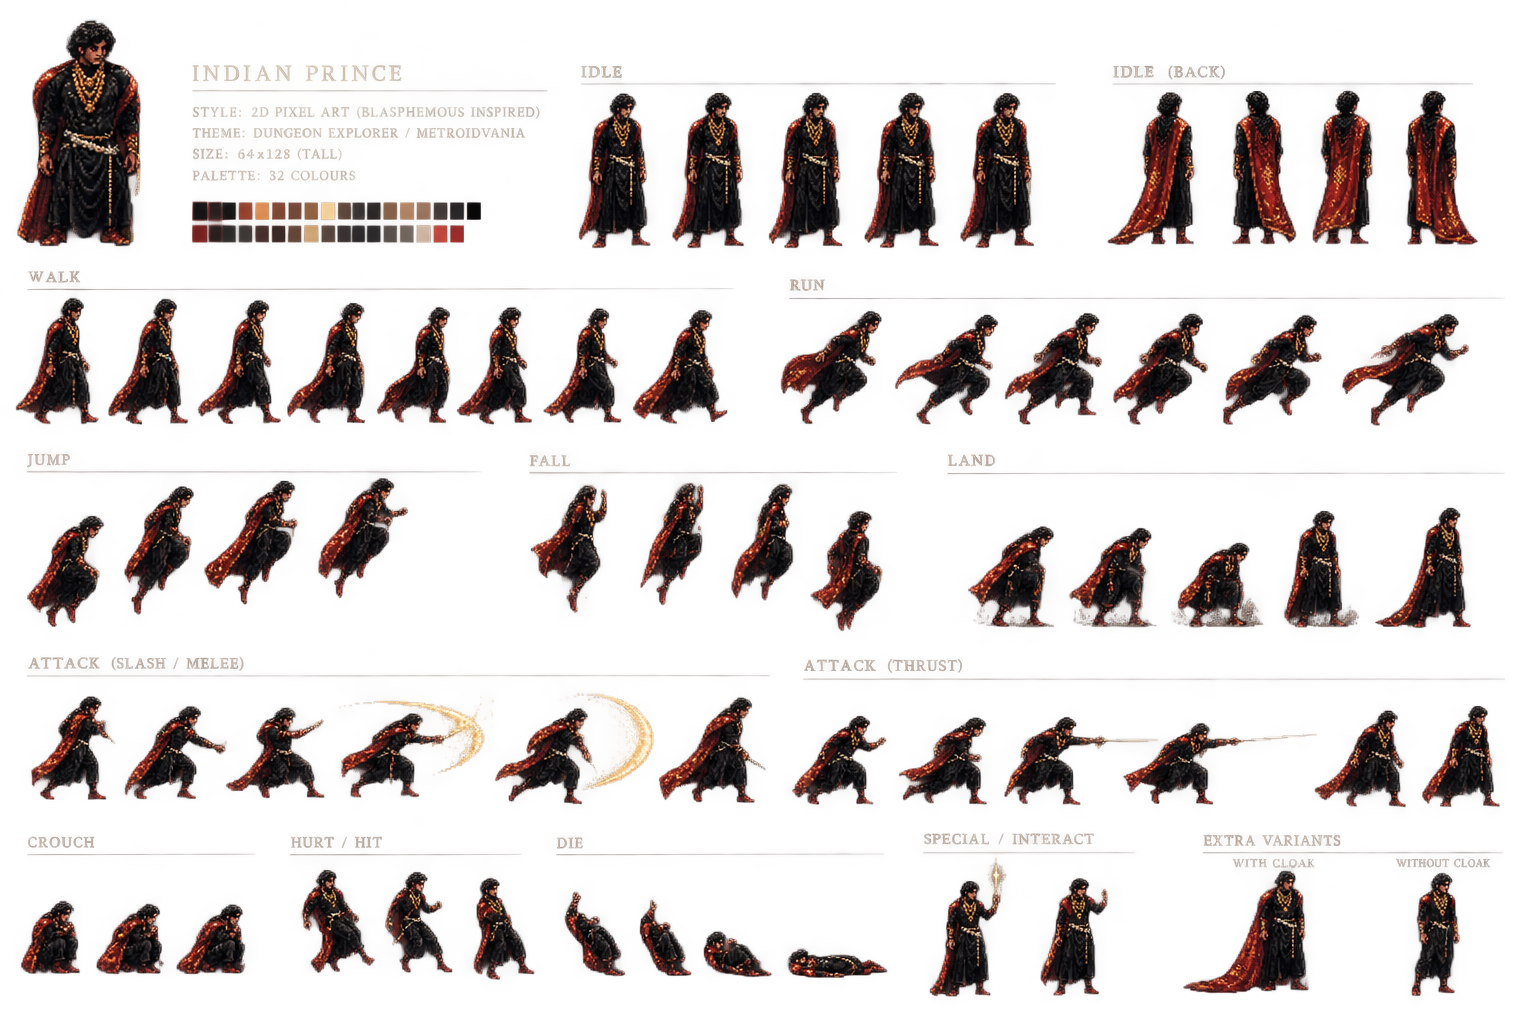 INDIAN PRINCE
STYLE: 2D PIXEL ART (BLASPHEMOUS INSPIRED)
THEME: DUNGEON EXPLORER / METROIDVANIA
SIZE: 64x128 (TALL)
PALETTE: 32 COLOURS
IDLE
IDLE (BACK)
WALK
RUN
JUMP
FALL
LAND
ATTACK (SLASH / MELEE)
ATTACK (THRUST)
CROUCH
HURT / HIT
DIE
SPECIAL / INTERACT
EXTRA VARIANTS
WITH CLOAK
WITHOUT CLOAK